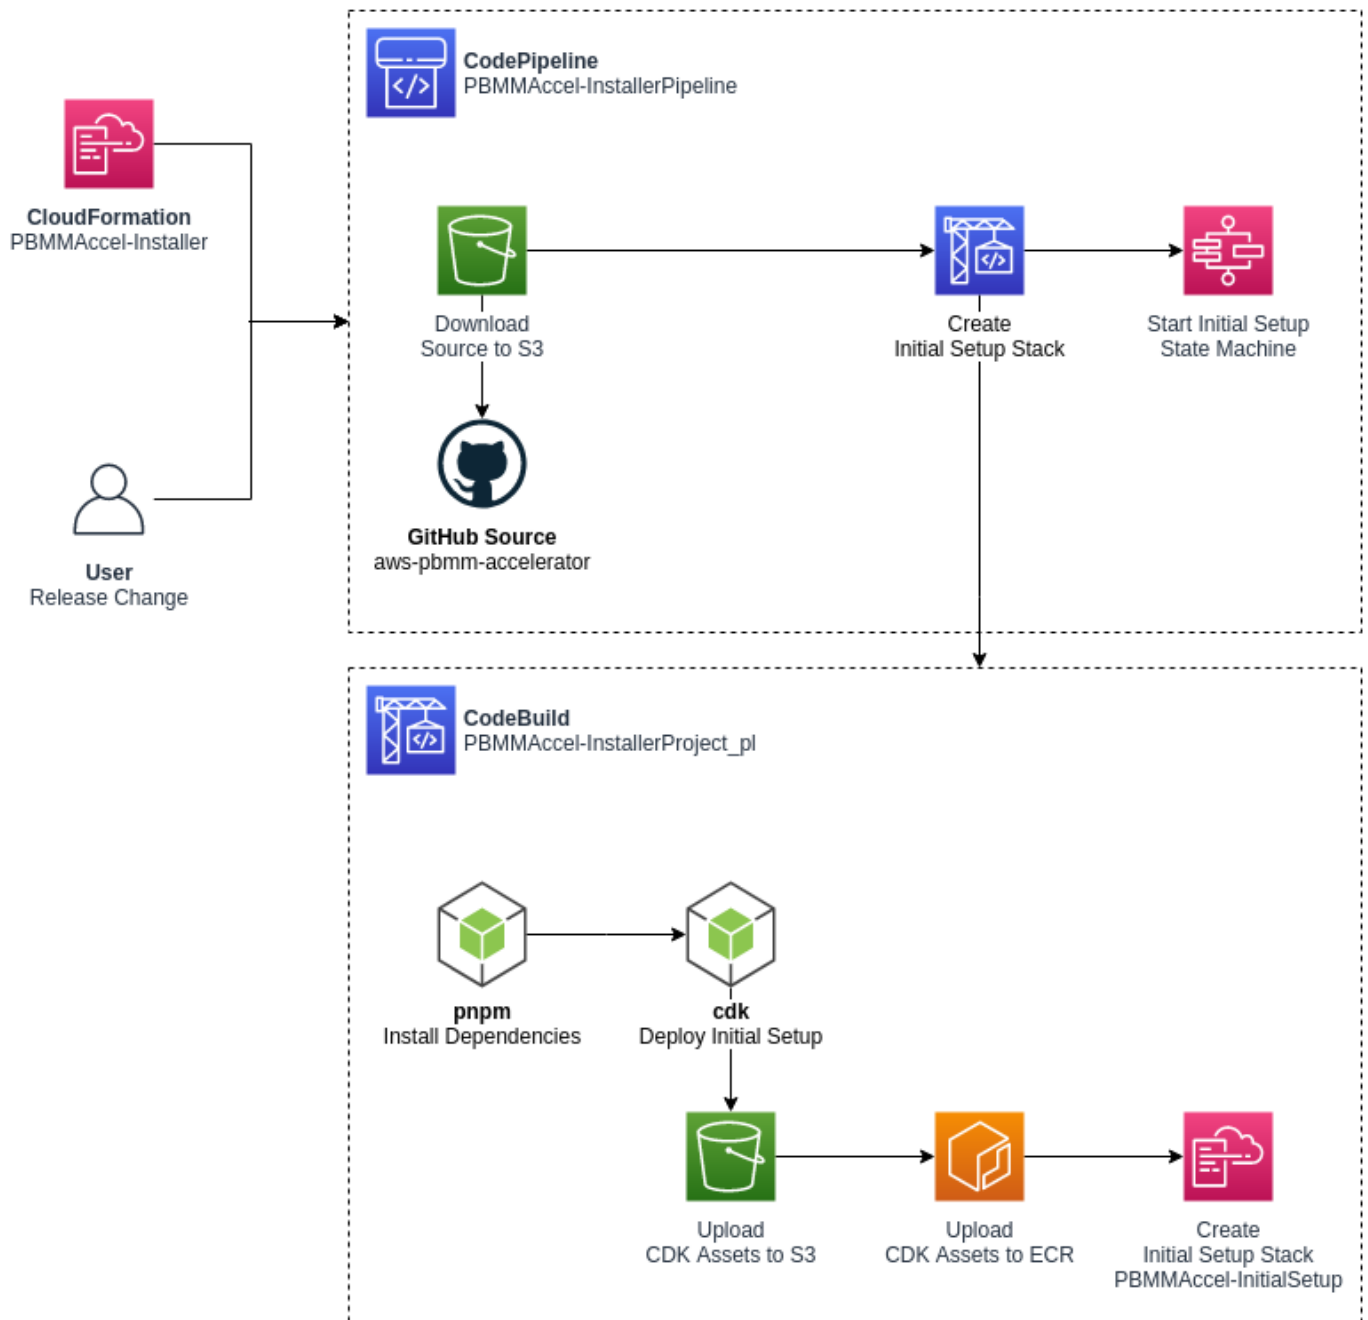 CodePipeline
PBMMAccel-InstallerPipeline
</>
CloudFormation
PBMMAccel-Installer
</>
Download
Source to S3
Create
Initial Setup Stack
Start Initial Setup
State Machine
GitHub Source
aws-pbmm-accelerator
User
Release Change
CodeBuild
PBMMAccel-InstallerProject_pl
</>
pnpm
Install Dependencies
cdk
Deploy Initial Setup
Upload
CDK Assets to S3
Upload
CDK Assets to ECR
Create
Initial Setup Stack
PBMMAccel-InitialSetup